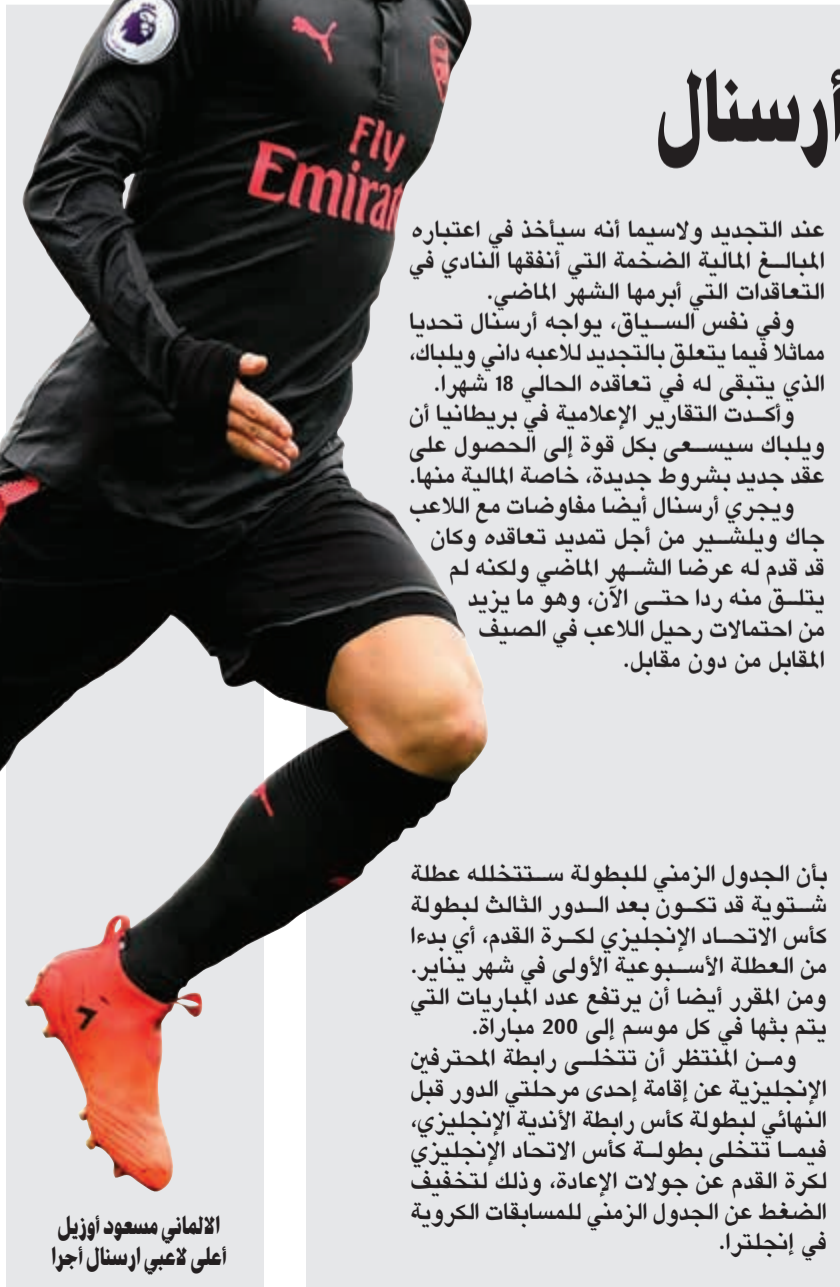 أرسنال
Fly
Emirat
عند التجديد ولاسيما أنه سيأخذ في اعتباره
المبالغ المالية الضخمة التي أنفقها النادي في
التعاقدات التي أبرمها الشهر الماضي.
وفي نفس السياق، يواجه أرسنال تحديا
مماثلا فيما يتعلق بالتجديد للاعبه داني ويلباك،
الذي يتبقى له في تعاقده الحالي 18 شهرا.
وأكدت التقارير الإعلامية في بريطانيا أن
ويلباك سيسعى بكل قوة إلى الحصول على
عقد جديد بشروط جديدة، خاصة المالية منها.
ويجري أرسنال أيضا مفاوضات مع اللاعب
جاك ويلشير من أجل تمديد تعاقده وكان
قد قدم له عرضا الشهر الماضي ولكنه لم
يتلق منه ردا حتى الآن، وهو ما يزيد
من احتمالات رحيل اللاعب في الصيف
المقابل من دون مقابل.
بأن الجدول الزمني للبطولة ستتخلله عطلة
شتوية قد تكون بعد الدور الثالث لبطولة
كأس الاتحاد الإنجليزي لكرة القدم، أي بدءا
من العطلة الأسبوعية الأولى في شهر يناير.
ومن المقرر أيضا أن يرتفع عدد المباريات التي
يتم بثها في كل موسم إلى 200 مباراة.
ومن المنتظر أن تتخلى رابطة المحترفين
الإنجليزية عن إقامة إحدى مرحلتي الدور قبل
النهائي لبطولة كأس رابطة الأندية الإنجليزي،
فيما تتخلى بطولة كأس الاتحاد الإنجليزي
لكرة القدم عن جولات الإعادة، وذلك لتخفيف
الضغط عن الجدول الزمني للمسابقات الكروية
في إنجلترا.
الالماني مسعود أوزيل
أعلى لاعبي ارسنال أجرا